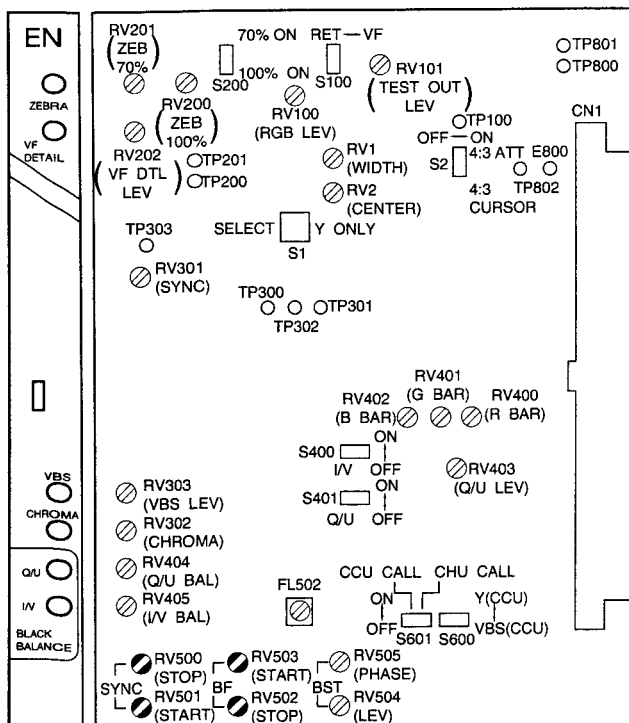 EN
ZEBRA
VF
DETAIL
VBS
CHROMA
Q/U
I/V
BLACK
BALANCE
RV201
(ZEB
70%)
70% ON
100% ON
S200
RET—VF
S100
RV101
(TEST OUT
LEV)
TP801
TP800
RV200
(ZEB
100%)
RV100
(RGB LEV)
TP100
OFF—ON
CN1
RV202
(VF DTL
LEV)
TP201
TP200
RV1
(WIDTH)
RV2
(CENTER)
S2
4:3 ATT
E800
TP802
4:3
CURSOR
SELECT
Y ONLY
S1
TP303
RV301
(SYNC)
TP300
TP301
TP302
RV401
(G BAR)
RV402
(B BAR)
RV400
(R BAR)
S400
I/V
ON
OFF
RV403
(Q/U LEV)
S401
Q/U
ON
OFF
RV303
(VBS LEV)
RV302
(CHROMA)
RV404
(Q/U BAL)
RV405
(I/V BAL)
FL502
CCU CALL
CHU CALL
ON
OFF
S601
S600
Y(CCU)
VBS(CCU)
SYNC
RV500
(STOP)
RV501
(START)
BF
RV503
(START)
RV502
(STOP)
BST
RV505
(PHASE)
RV504
(LEV)